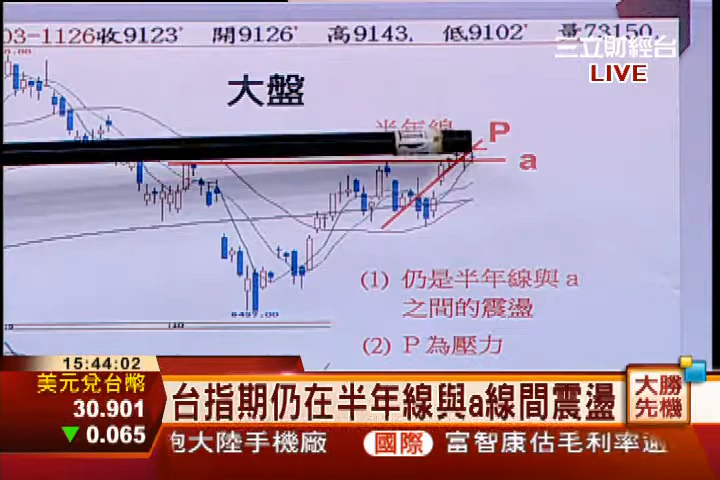 03-1126收9123' 開9126' 高9143, 低9102' 量73150,
三立財經台
LIVE
大盤
半年線
P
a
8437.00
(1) 仍是半年線與a
之間的震盪
(2) P為壓力
15:44:02
美元兌台幣
30.901
▼0.065
台指期仍在半年線與a線間震盪
大勝
先機
大陸手機廠 國際 富智康估毛利率